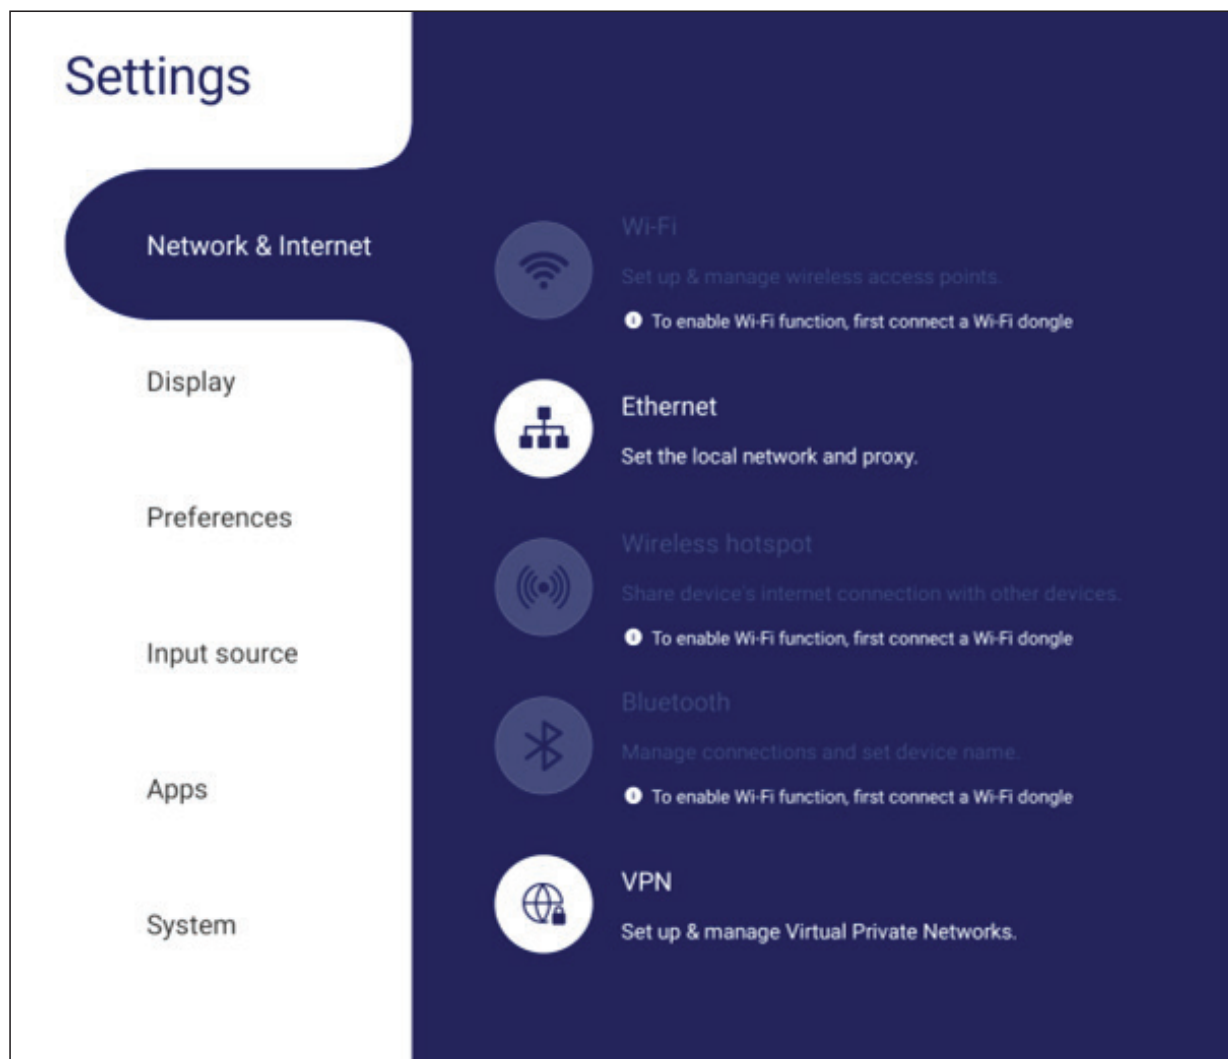 Settings
Network & Internet
Display
Preferences
Input source
Apps
System
Wi-Fi
Set up & manage wireless access points.
To enable Wi-Fi function, first connect a Wi-Fi dongle
Ethernet
Set the local network and proxy.
Wireless hotspot
Share device's internet connection with other devices.
To enable Wi-Fi function, first connect a Wi-Fi dongle
Bluetooth
Manage connections and set device name.
To enable Wi-Fi function, first connect a Wi-Fi dongle
VPN
Set up & manage Virtual Private Networks.